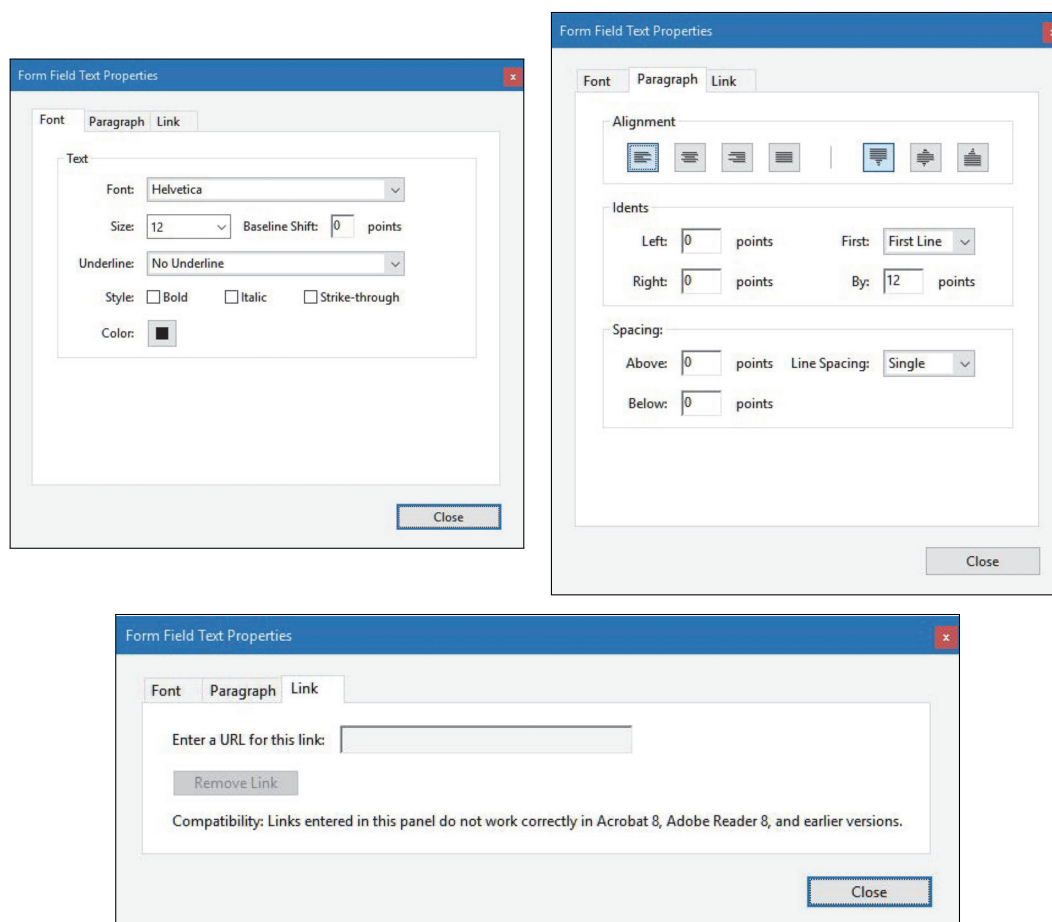 Form Field Text Properties
x
Font Paragraph Link
Text
Font: Helvetica
Size: 12 Baseline Shift: 0 points
Underline: No Underline
Style: Bold Italic Strike-through
Color:
Close
Form Field Text Properties
x
Font Paragraph Link
Alignment
Idents
Left: 0 points First: First Line
Right: 0 points By: 12 points
Spacing:
Above: 0 points Line Spacing: Single
Below: 0 points
Close
Form Field Text Properties
x
Font Paragraph Link
Enter a URL for this link:
Remove Link
Compatibility: Links entered in this panel do not work correctly in Acrobat 8, Adobe Reader 8, and earlier versions.
Close